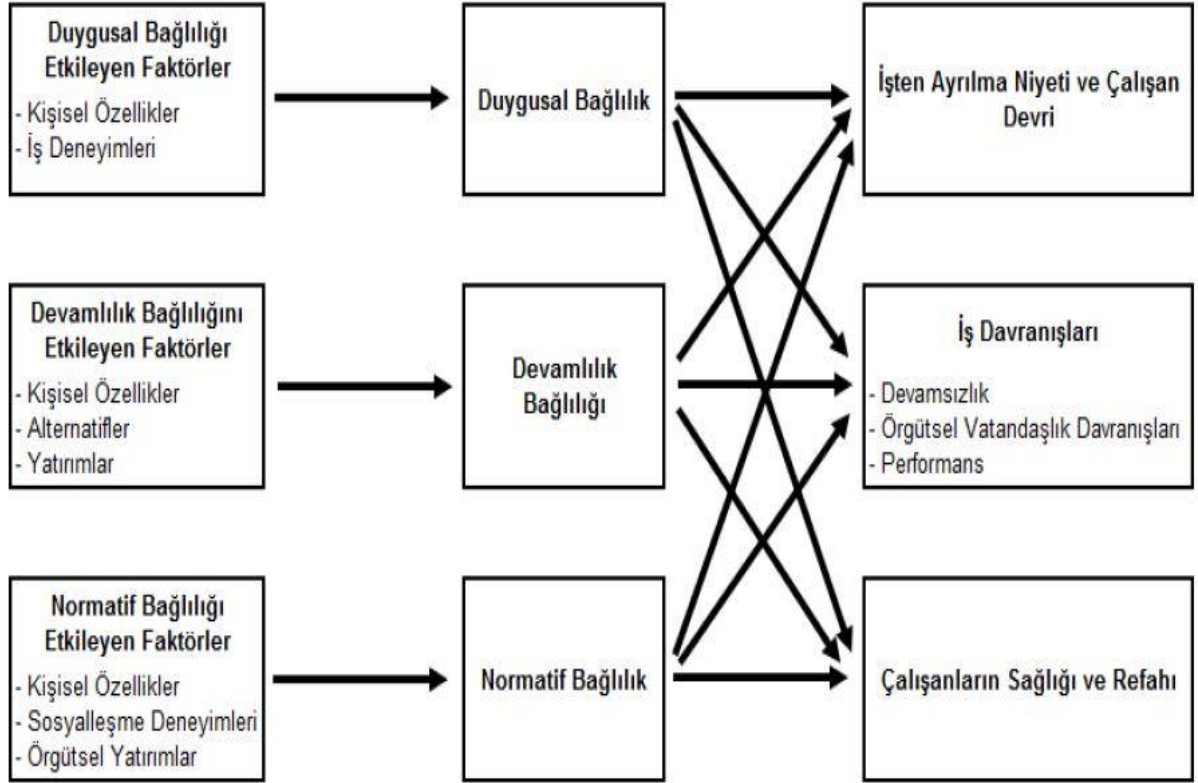 Duygusal Bağlılığı
Etkileyen Faktörler
- Kişisel Özellikler
- İş Deneyimleri
Duygusal Bağlılık
İşten Ayrılma Niyeti ve Çalışan
Devri
Devamlılık Bağlılığını
Etkileyen Faktörler
- Kişisel Özellikler
- Alternatifler
- Yatırımlar
Devamlılık
Bağlılığı
İş Davranışları
- Devamsızlık
- Örgütsel Vatandaşlık Davranışları
- Performans
Normatif Bağlılığı
Etkileyen Faktörler
- Kişisel Özellikler
- Sosyalleşme Deneyimleri
- Örgütsel Yatırımlar
Normatif Bağlılık
Çalışanların Sağlığı ve Refahı